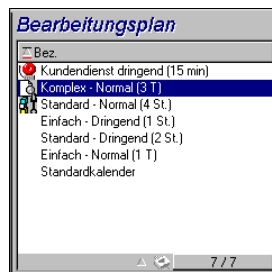 Bearbeitungsplan
Bez.
Kundendienst dringend (15 min)
Komplex - Normal (3 T)
Standard - Normal (4 St.)
Einfach - Dringend (1 St.)
Standard - Dringend (2 St.)
Einfach - Normal (1 T)
Standardkalender
7 / 7